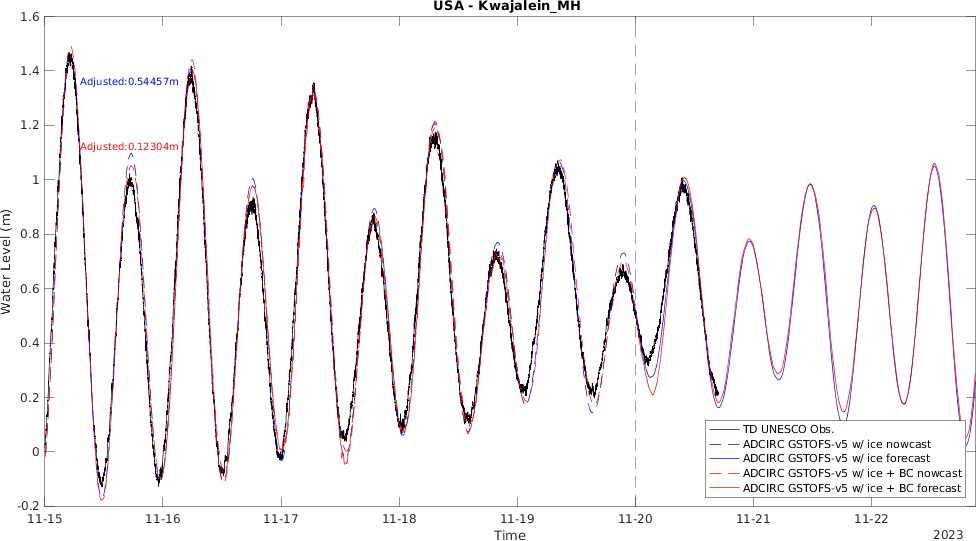 USA - Kwajalein_MH
1.6
1.4
1.2
1
0.8
0.6
0.4
0.2
0
-0.2
Water Level (m)
Adjusted:0.54457m
Adjusted:0.12304m
TD UNESCO Obs.
ADCIRC GSTOFS-v5 w/ ice nowcast
ADCIRC GSTOFS-v5 w/ ice forecast
ADCIRC GSTOFS-v5 w/ ice + BC nowcast
ADCIRC GSTOFS-v5 w/ ice + BC forecast
11-15 11-16 11-17 11-18 11-19 11-20 11-21 11-22
Time
2023